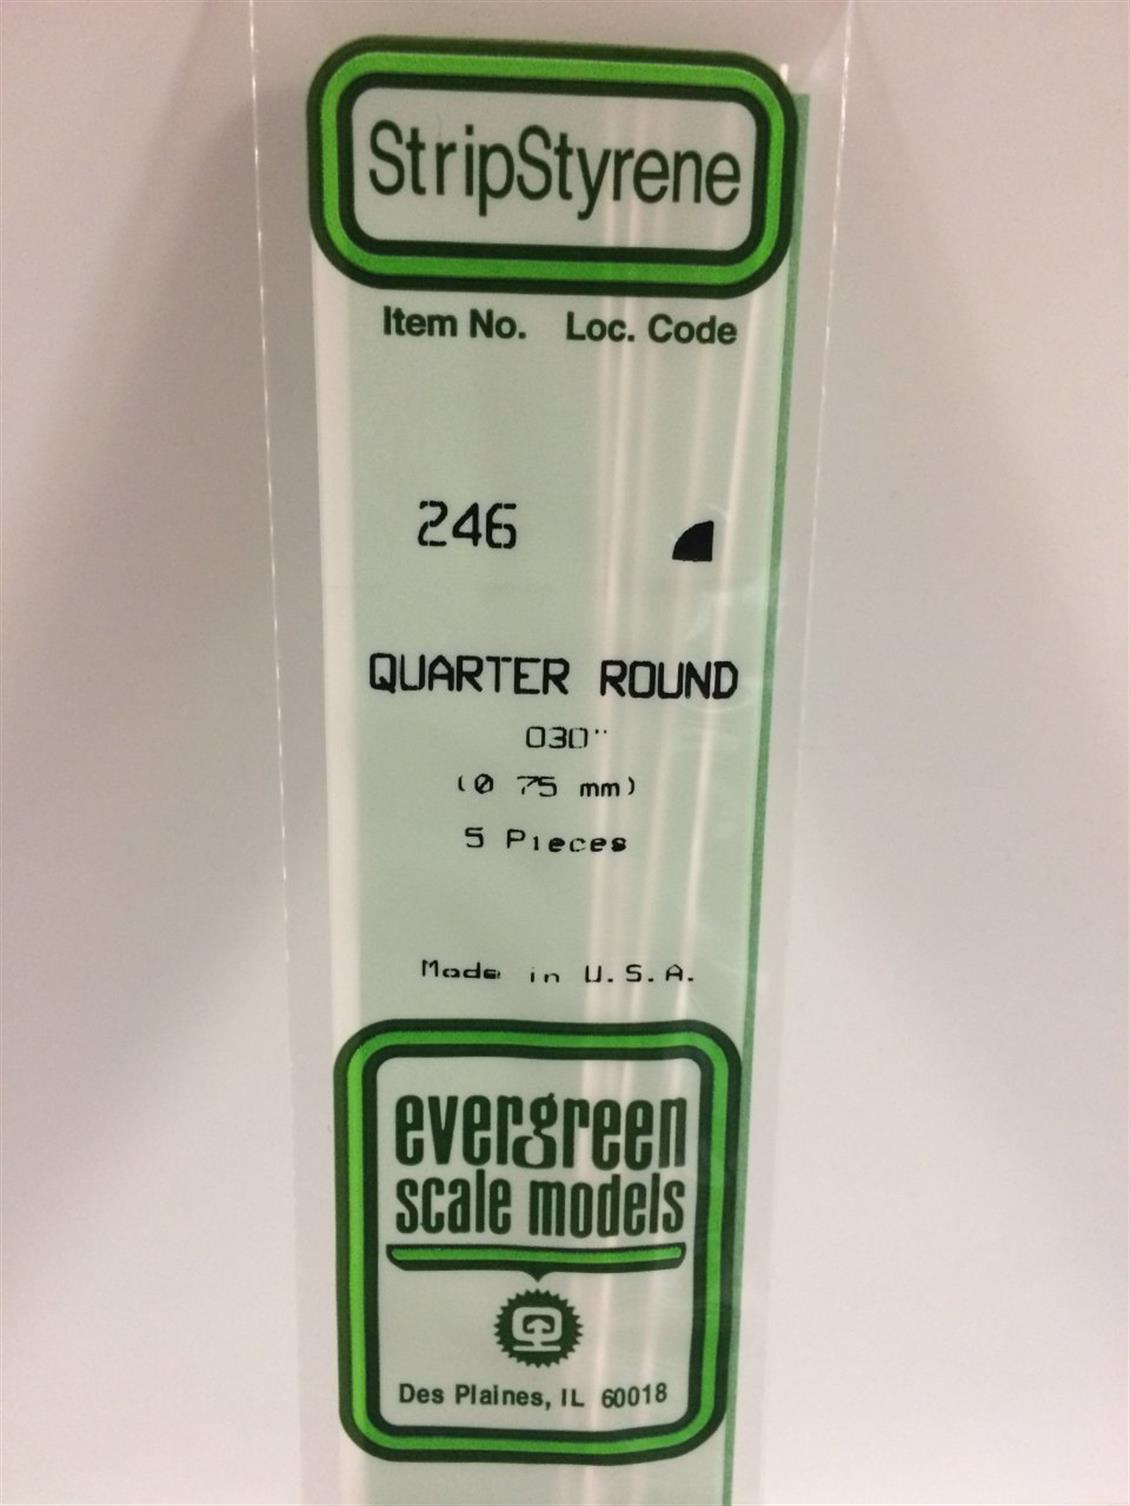 StripStyrene
Item No. Loc. Code
246
QUARTER ROUND
030"
(0 75 mm)
5 Pieces
Made in U.S.A.
evergreen
scale models
Des Plaines, IL 60018